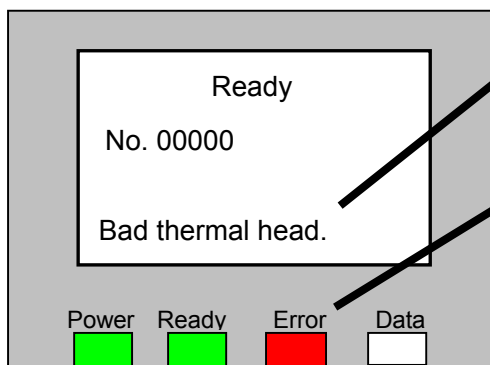 Ready
No. 00000
Bad thermal head.
Power Ready Error Data